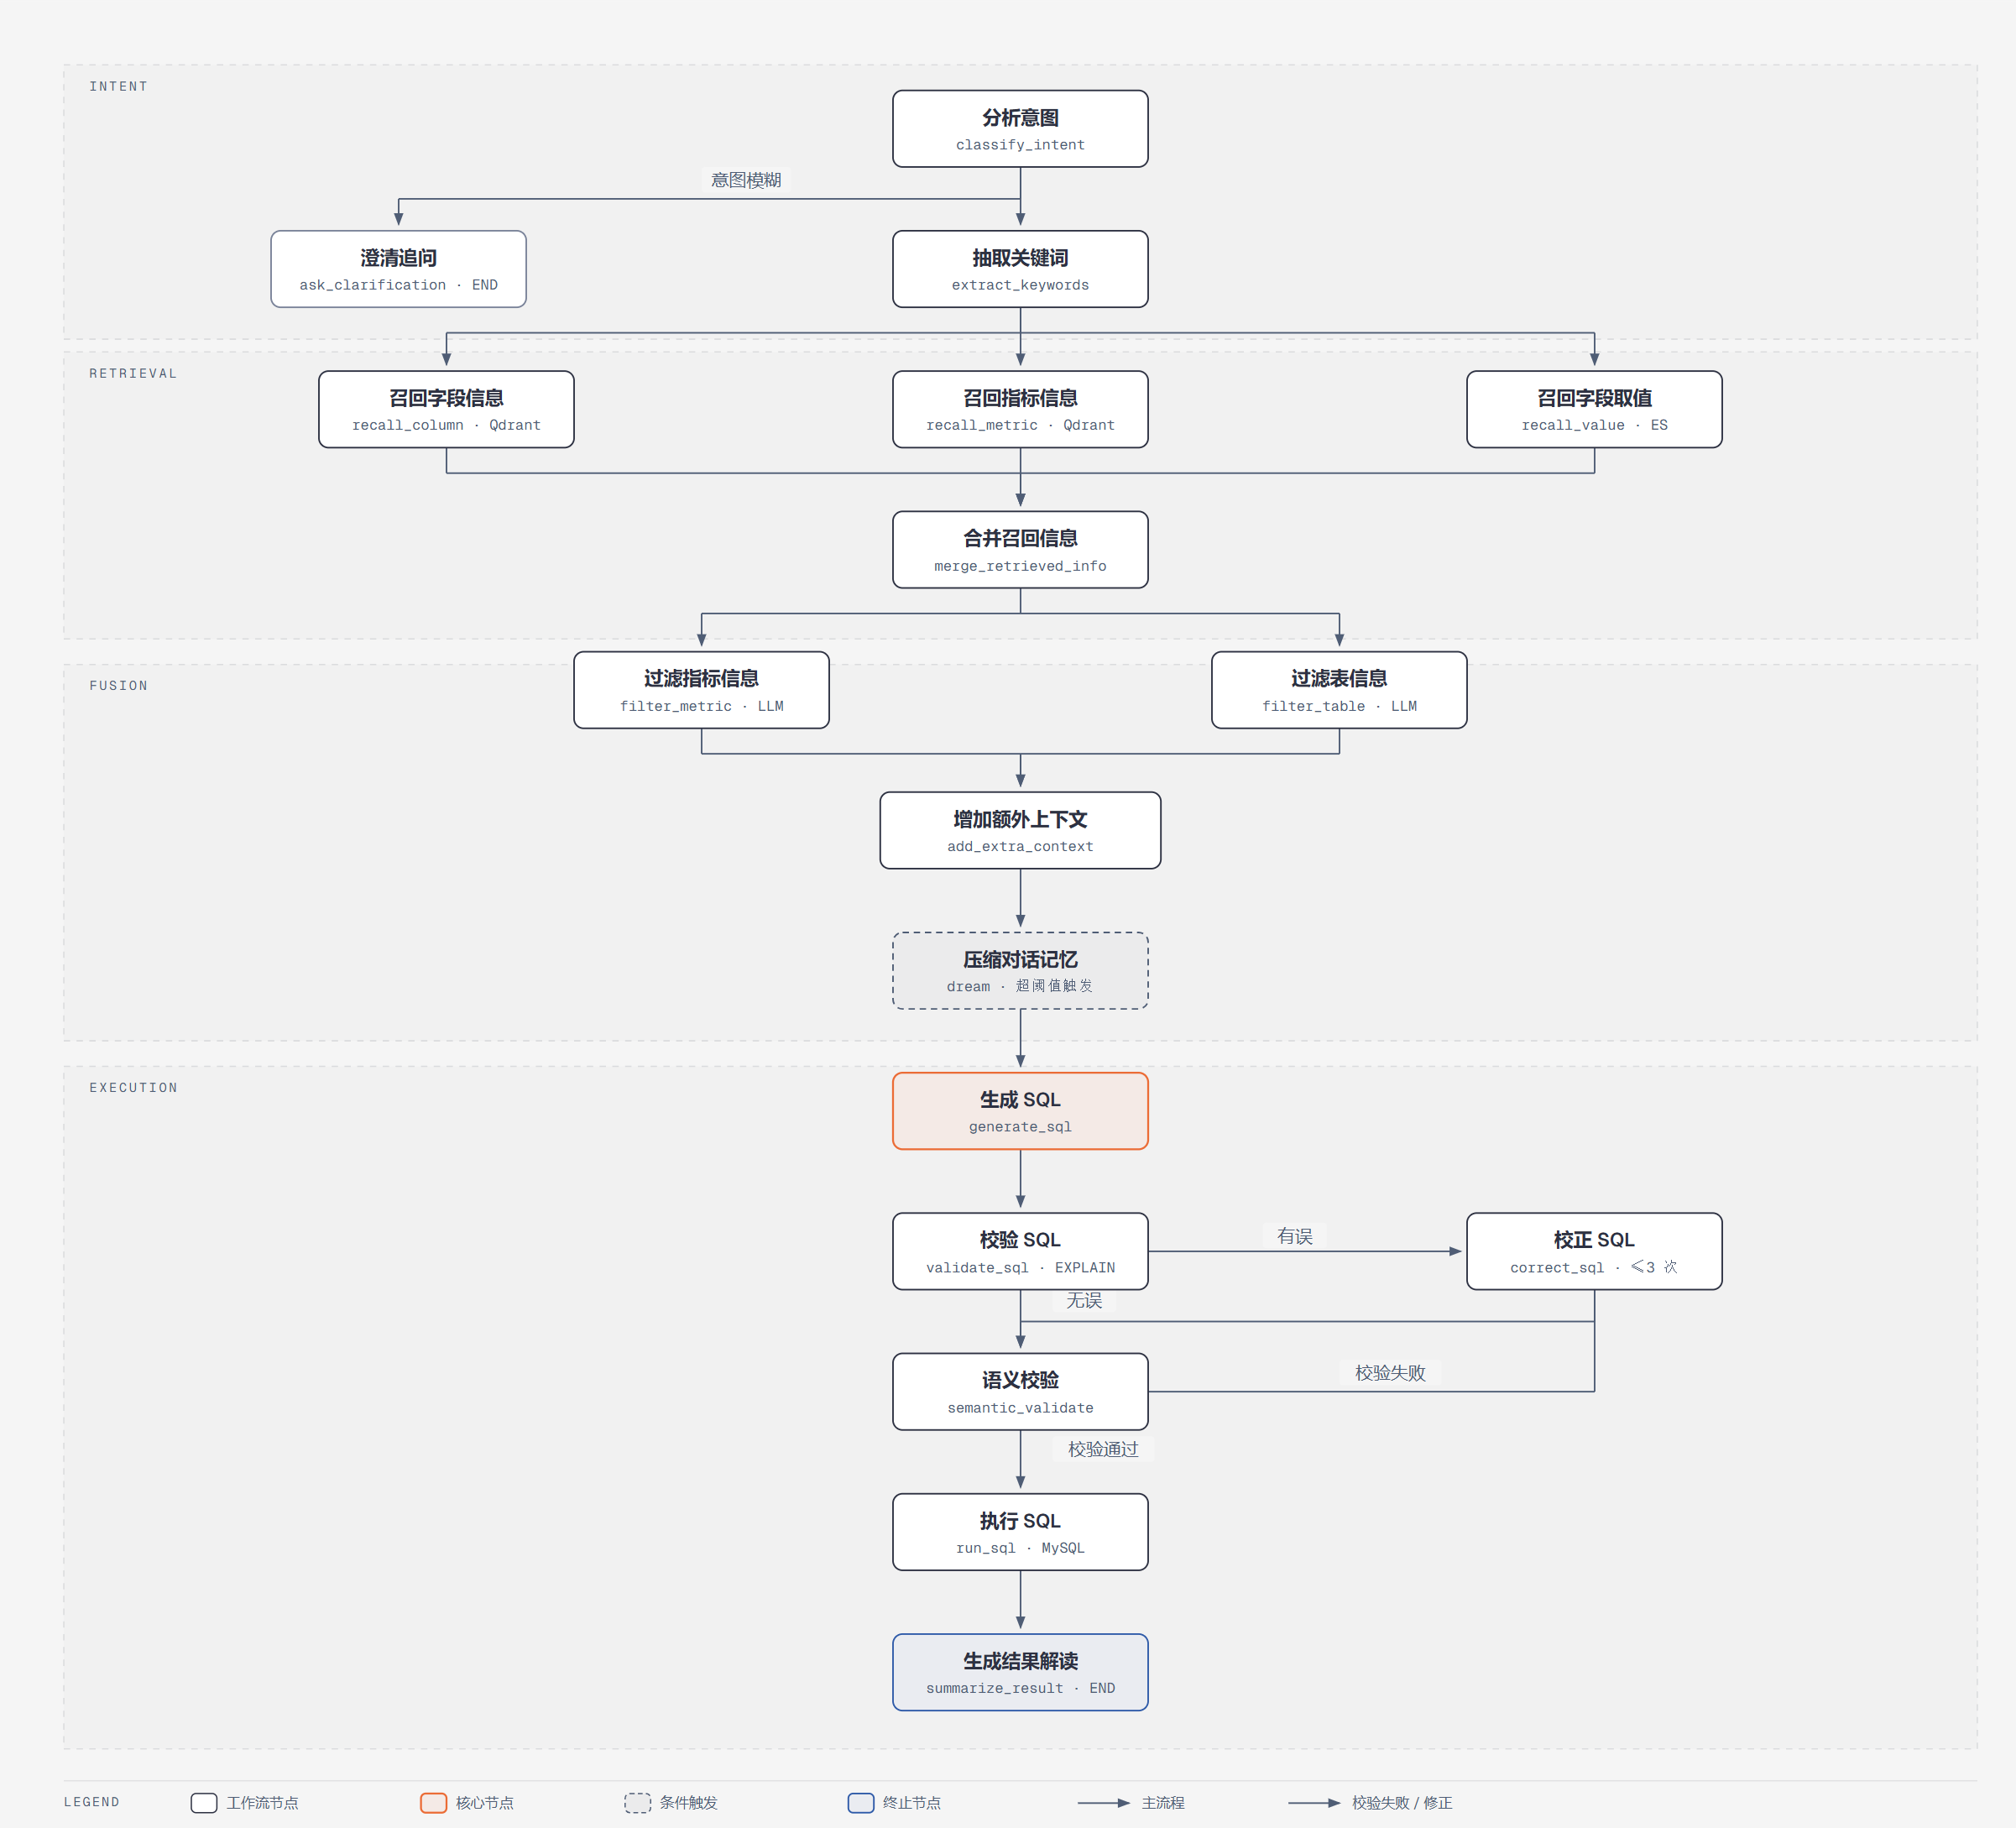 INTENT
分析意图
classify_intent
意图模糊
澄清追问
ask_clarification · END
抽取关键词
extract_keywords
RETRIEVAL
召回字段信息
recall_column · Qdrant
召回指标信息
recall_metric · Qdrant
召回字段取值
recall_value · ES
合并召回信息
merge_retrieved_info
FUSION
过滤指标信息
filter_metric · LLM
过滤表信息
filter_table · LLM
增加额外上下文
add_extra_context
压缩对话记忆
dream · 超阈值触发
EXECUTION
生成 SQL
generate_sql
校验 SQL
validate_sql · EXPLAIN
有误
校正 SQL
correct_sql · ≤3 次
无误
语义校验
semantic_validate
校验失败
校验通过
执行 SQL
run_sql · MySQL
生成结果解读
summarize_result · END
LEGEND
工作流节点
核心节点
条件触发
终止节点
主流程
校验失败 / 修正